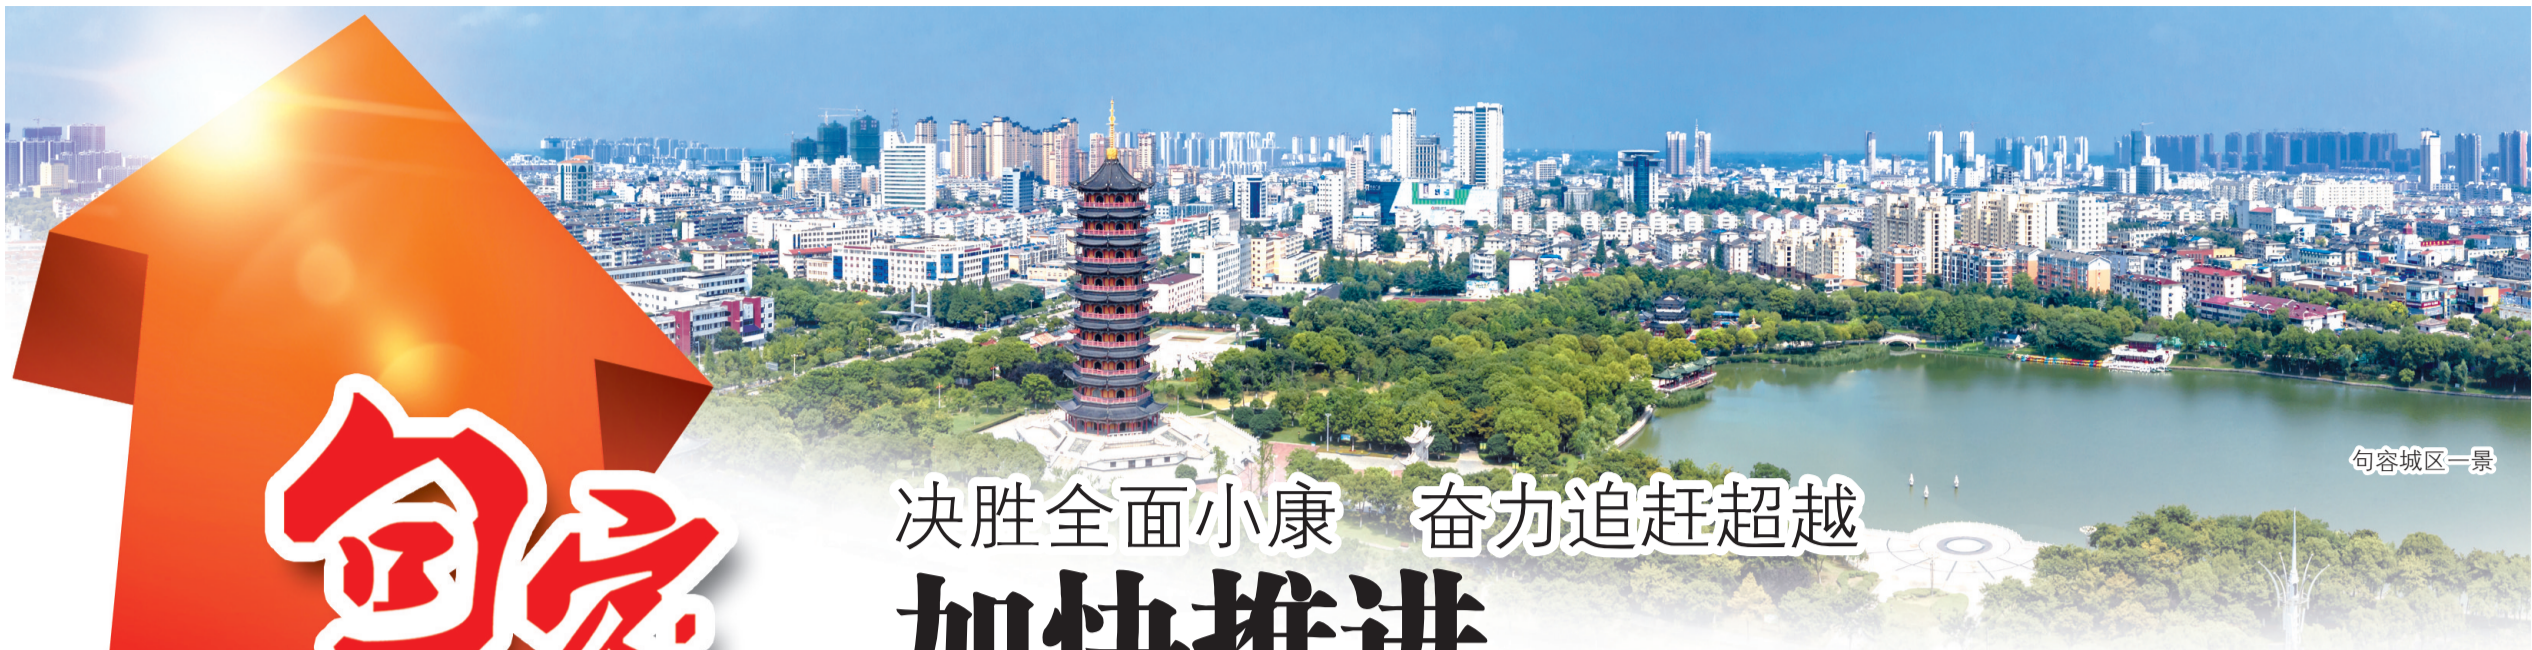 句容城区一景
决胜全面小康 奋力追赶超越
加快推进
句容